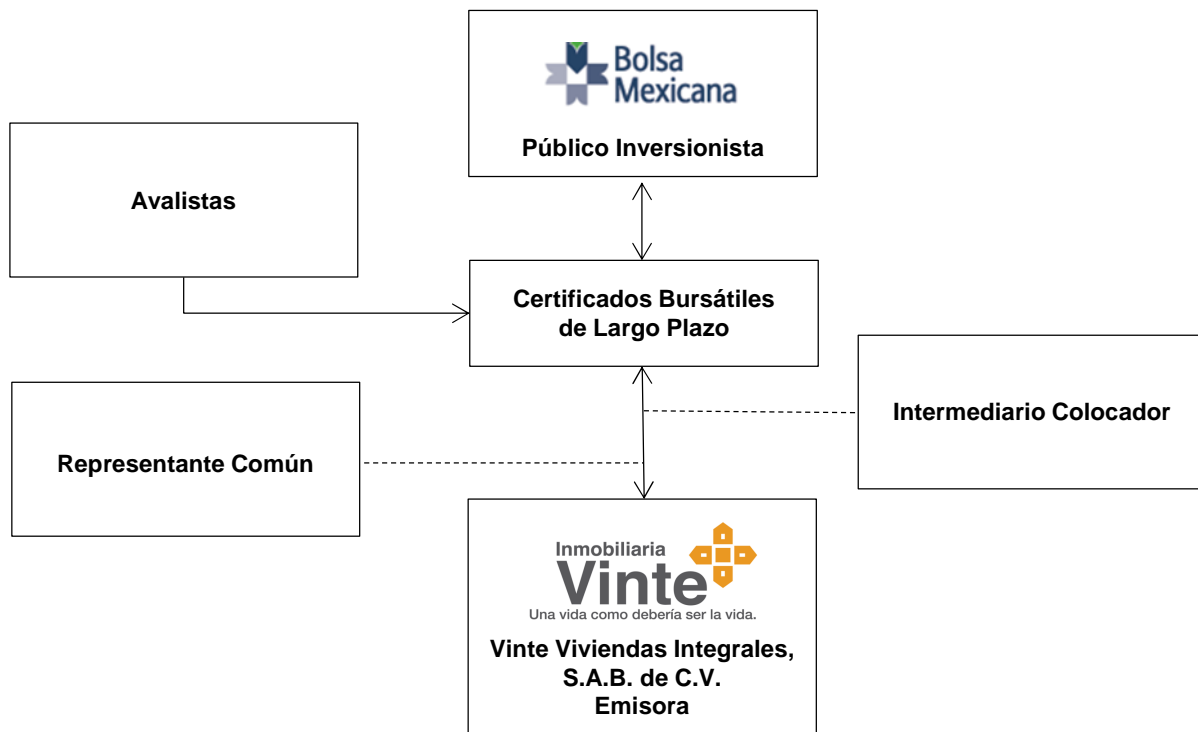 Bolsa
Mexicana
Público Inversionista
Avalistas
Certificados Bursátiles
de Largo Plazo
Intermediario Colocador
Representante Común
Inmobiliaria
Vinte
Una vida como debería ser la vida.
Vinte Viviendas Integrales,
S.A.B. de C.V.
Emisora